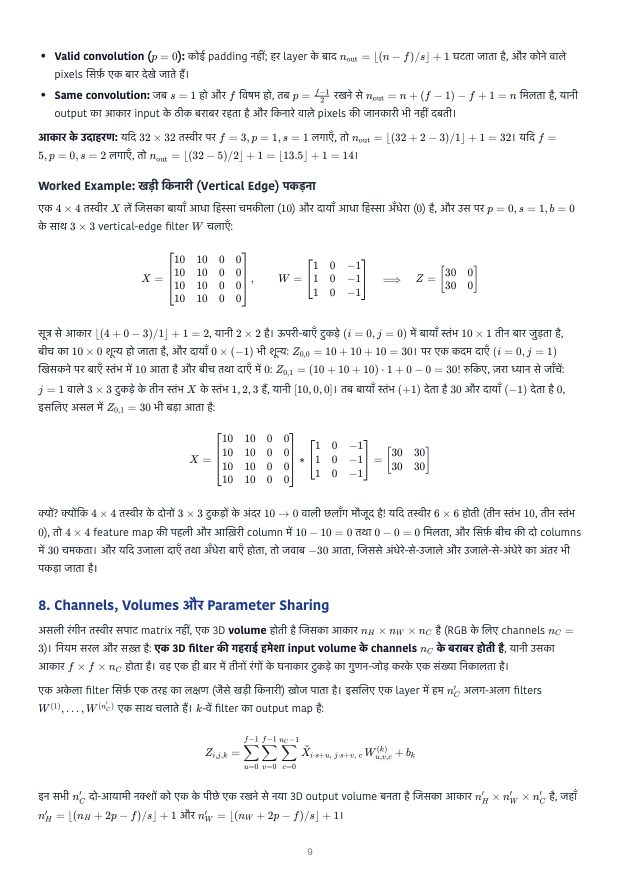 • Valid convolution (p = 0): कोई padding नहीं; हर layer के बाद n_out = ⌊(n − f)/s⌋ + 1 घटता जाता है, और कोने वाले
pixels सिर्फ़ एक बार देखे जाते हैं।
• Same convolution: जब s = 1 हो और f विषम हो, तब p = (f−1)/2 रखने से n_out = n + (f − 1) − f + 1 = n मिलता है, यानी
output का आकार input के ठीक बराबर रहता है और किनारे वाले pixels की जानकारी भी नहीं दबती।
आकार के उदाहरण: यदि 32 × 32 तस्वीर पर f = 3, p = 1, s = 1 लगाएँ, तो n_out = ⌊(32 + 2 − 3)/1⌋ + 1 = 32। यदि f =
5, p = 0, s = 2 लगाएँ, तो n_out = ⌊(32 − 5)/2⌋ + 1 = ⌊13.5⌋ + 1 = 14।
Worked Example: खड़ी किनारी (Vertical Edge) पकड़ना
एक 4 × 4 तस्वीर X लें जिसका बायाँ आधा हिस्सा चमकीला (10) और दायाँ आधा हिस्सा अँधेरा (0) है, और उस पर p = 0, s = 1, b = 0
के साथ 3 × 3 vertical-edge filter W चलाएँ:
X = [10 10 0 0; 10 10 0 0; 10 10 0 0; 10 10 0 0], W = [1 0 −1; 1 0 −1; 1 0 −1] ⟹ Z = [30 0; 30 0]
सूत्र से आकार ⌊(4 + 0 − 3)/1⌋ + 1 = 2, यानी 2 × 2 है। ऊपरी-बाएँ टुकड़े (i = 0, j = 0) में बायाँ स्तंभ 10 × 1 तीन बार जुड़ता है,
बीच का 10 × 0 शून्य हो जाता है, और दायाँ 0 × (−1) भी शून्य: Z_{0,0} = 10 + 10 + 10 = 30। पर एक कदम दाएँ (i = 0, j = 1)
खिसकने पर बाएँ स्तंभ में 10 आता है और बीच तथा दाएँ में 0: Z_{0,1} = (10 + 10 + 10) · 1 + 0 − 0 = 30! रुकिए, ज़रा ध्यान से जाँचें:
j = 1 वाले 3 × 3 टुकड़े के तीन स्तंभ X के स्तंभ 1, 2, 3 हैं, यानी [10, 0, 0]। तब बायाँ स्तंभ (+1) देता है 30 और दायाँ (−1) देता है 0,
इसलिए असल में Z_{0,1} = 30 भी बड़ा आता है:
X = [10 10 0 0; 10 10 0 0; 10 10 0 0; 10 10 0 0] * [1 0 −1; 1 0 −1; 1 0 −1] = [30 30; 30 30]
क्यों? क्योंकि 4 × 4 तस्वीर के दोनों 3 × 3 टुकड़ों के अंदर 10 → 0 वाली छलाँग मौजूद है! यदि तस्वीर 6 × 6 होती (तीन स्तंभ 10, तीन स्तंभ
0), तो 4 × 4 feature map की पहली और आख़िरी column में 10 − 10 = 0 तथा 0 − 0 = 0 मिलता, और सिर्फ़ बीच की दो columns
में 30 चमकता। और यदि उजाला दाएँ तथा अँधेरा बाएँ होता, तो जवाब −30 आता, जिससे अंधेरे-से-उजाले और उजाले-से-अंधेरे का अंतर भी
पकड़ा जाता है।
8. Channels, Volumes और Parameter Sharing
असली रंगीन तस्वीर सपाट matrix नहीं, एक 3D volume होती है जिसका आकार n_H × n_W × n_C है (RGB के लिए channels n_C =
3)। नियम सरल और सख़्त है: एक 3D filter की गहराई हमेशा input volume के channels n_C के बराबर होती है, यानी उसका
आकार f × f × n_C होता है। वह एक ही बार में तीनों रंगों के घनाकार टुकड़े का गुणन-जोड़ करके एक संख्या निकालता है।
एक अकेला filter सिर्फ़ एक तरह का लक्षण (जैसे खड़ी किनारी) खोज पाता है। इसलिए एक layer में हम n′_C अलग-अलग filters
W^{(1)}, . . . , W^{(n′_C)} एक साथ चलाते हैं। k-वें filter का output map है:
Z_{i,j,k} = ∑_{u=0}^{f−1} ∑_{v=0}^{f−1} ∑_{c=0}^{n_C−1} X̃_{i·s+u, j·s+v, c} W^{(k)}_{u,v,c} + b_k
इन सभी n′_C दो-आयामी नक्शों को एक के पीछे एक रखने से नया 3D output volume बनता है जिसका आकार n′_H × n′_W × n′_C है, जहाँ
n′_H = ⌊(n_H + 2p − f)/s⌋ + 1 और n′_W = ⌊(n_W + 2p − f)/s⌋ + 1।
9